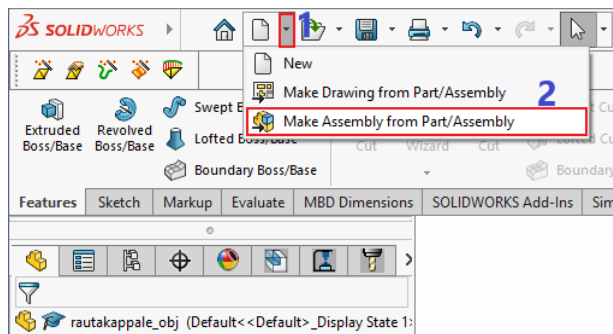 SOLIDWORKS
1
New
Make Drawing from Part/Assembly
2
Make Assembly from Part/Assembly
Extruded Boss/Base
Revolved Boss/Base
Swept
Lofted Boss/Base
Boundary Boss/Base
Cut
Wizard
Cut
Cut
Boundary
Features Sketch Markup Evaluate MBD Dimensions SOLIDWORKS Add-Ins Sim
rautakappale_obj (Default<<Default>_Display State 1>